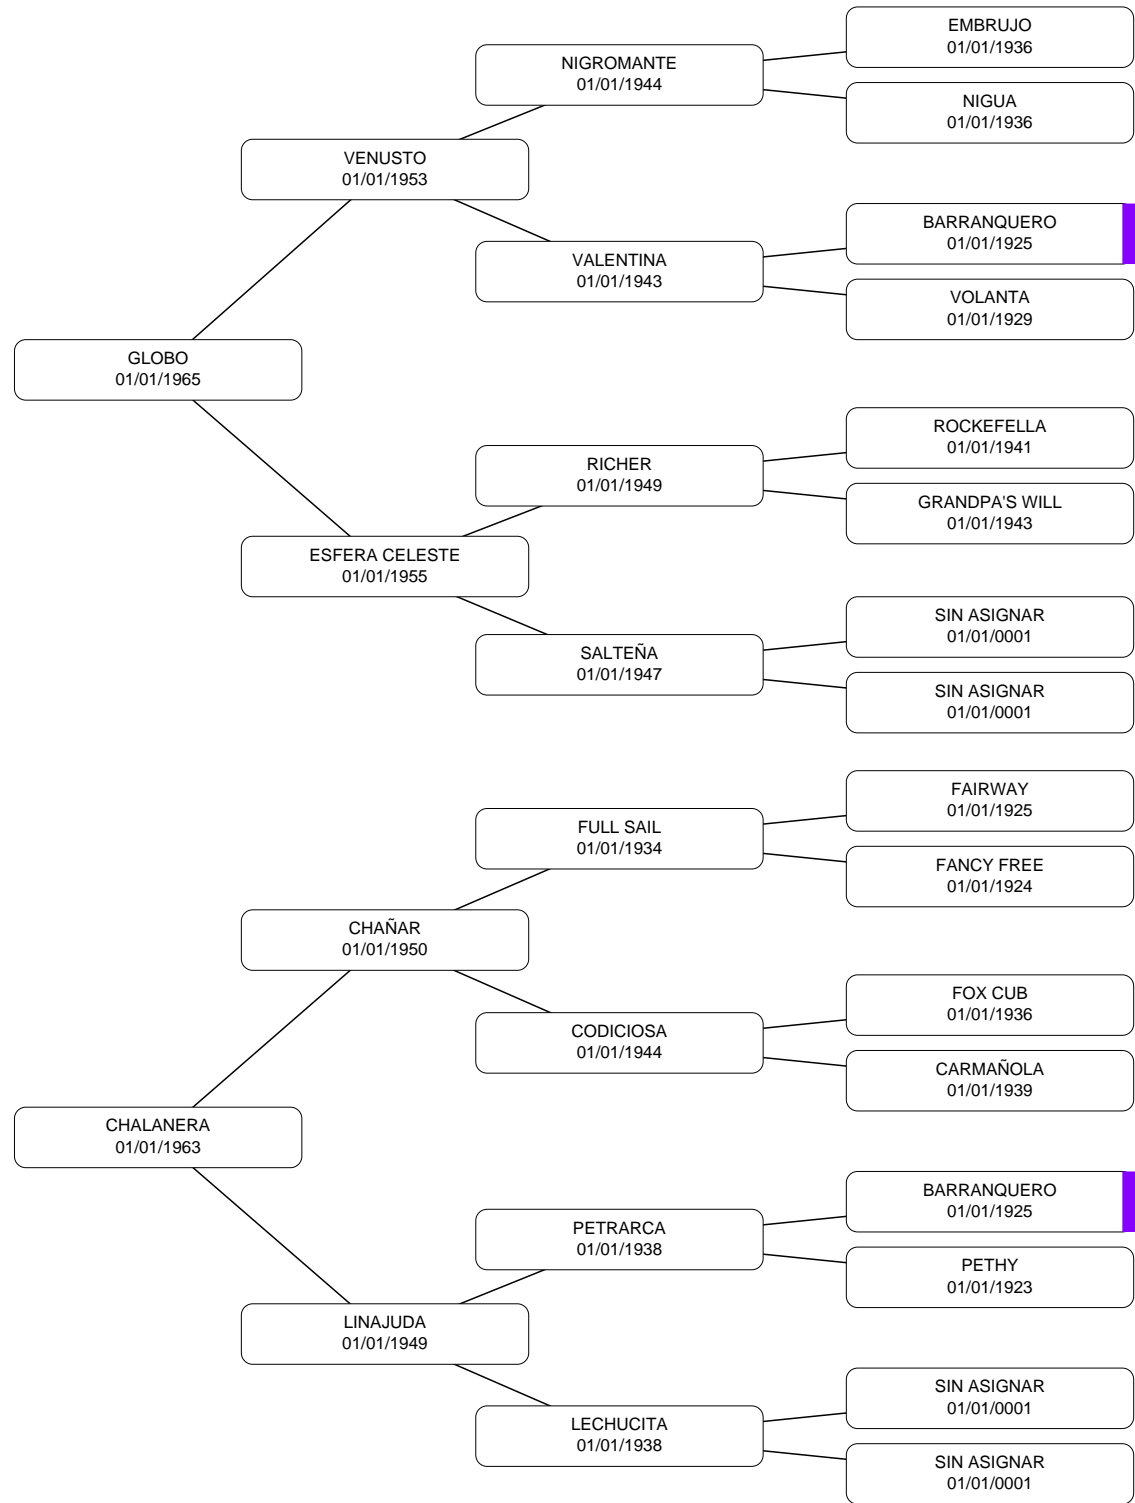 EMBRUJO
01/01/1936
NIGROMANTE
01/01/1944
NIGUA
01/01/1936
VENUSTO
01/01/1953
BARRANQUERO
01/01/1925
VALENTINA
01/01/1943
VOLANTA
01/01/1929
GLOBO
01/01/1965
ROCKEFELLA
01/01/1941
RICHER
01/01/1949
GRANDPA'S WILL
01/01/1943
ESFERA CELESTE
01/01/1955
SIN ASIGNAR
01/01/0001
SALTEÑA
01/01/1947
SIN ASIGNAR
01/01/0001
FAIRWAY
01/01/1925
FULL SAIL
01/01/1934
FANCY FREE
01/01/1924
CHAÑAR
01/01/1950
FOX CUB
01/01/1936
CODICIOSA
01/01/1944
CARMAÑOLA
01/01/1939
CHALANERA
01/01/1963
BARRANQUERO
01/01/1925
PETRARCA
01/01/1938
PETHY
01/01/1923
LINAJUDA
01/01/1949
SIN ASIGNAR
01/01/0001
LECHUCITA
01/01/1938
SIN ASIGNAR
01/01/0001